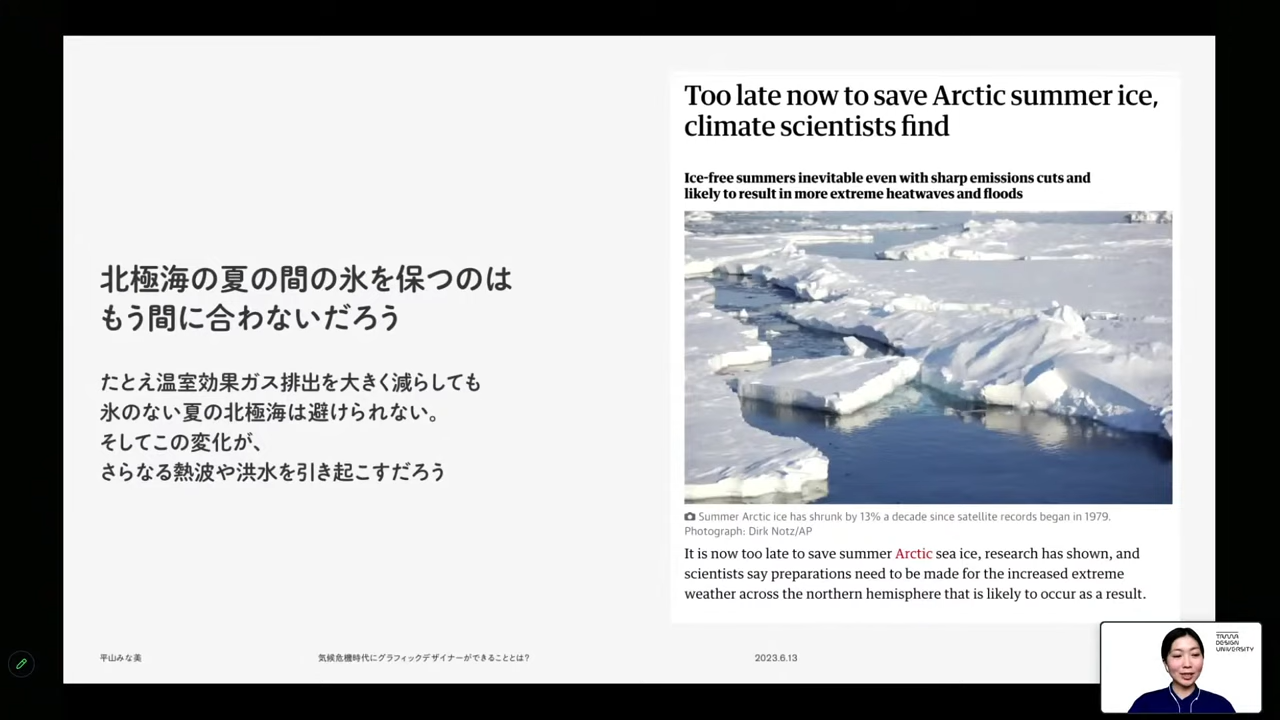 北極海の夏の間の氷を保つのは
もう間に合わないだろう
たとえ温室効果ガス排出を大きく減らしても
氷のない夏の北極海は避けられない。
そしてこの変化が、
さらなる熱波や洪水を引き起こすだろう
Too late now to save Arctic summer ice,
climate scientists find
Ice-free summers inevitable even with sharp emissions cuts and
likely to result in more extreme heatwaves and floods
Summer Arctic ice has shrunk by 13% a decade since satellite records began in 1979.
Photograph: Dirk Notz/AP
It is now too late to save summer Arctic sea ice, research has shown, and
scientists say preparations need to be made for the increased extreme
weather across the northern hemisphere that is likely to occur as a result.
平山みな美
気候危機時代にグラフィックデザイナーができることとは?
2023.6.13
TAMA
DESIGN
UNIVERSITY